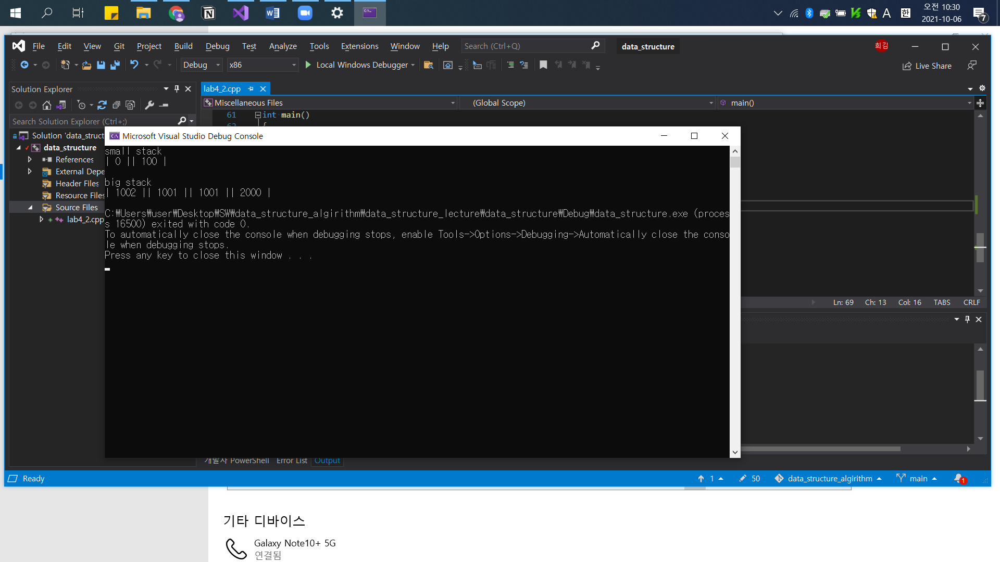 오전 10:30
2021-10-06
A
한
7
File Edit View Git Project Build Debug Test Analyze Tools Extensions Window Help Search (Ctrl+Q) data_structure
희김
Debug x86 Local Windows Debugger Live Share
Solution Explorer
lab4_2.cpp
Miscellaneous Files (Global Scope) main()
61 int main()
Search Solution Explorer (Ctrl+;)
Solution 'data_struct
data_structure
References
External Depe
Header Files
Resource Files
Source Files
lab4_2.cpp
Microsoft Visual Studio Debug Console
small stack
| 0 || 100 |
big stack
| 1002 || 1001 || 1001 || 2000 |
C:₩Users₩user₩Desktop₩SW₩data_structure_algirithm₩data_structure_lecture₩data_structure₩Debug₩data_structure.exe (proces
s 16500) exited with code 0.
To automatically close the console when debugging stops, enable Tools->Options->Debugging->Automatically close the conso
le when debugging stops.
Press any key to close this window . . .
Ln: 69 Ch: 13 Col: 16 TABS CRLF
개발자 PowerShell Error List Output
Ready
1 50 data_structure_algirithm main 1
기타 디바이스
Galaxy Note10+ 5G
연결됨